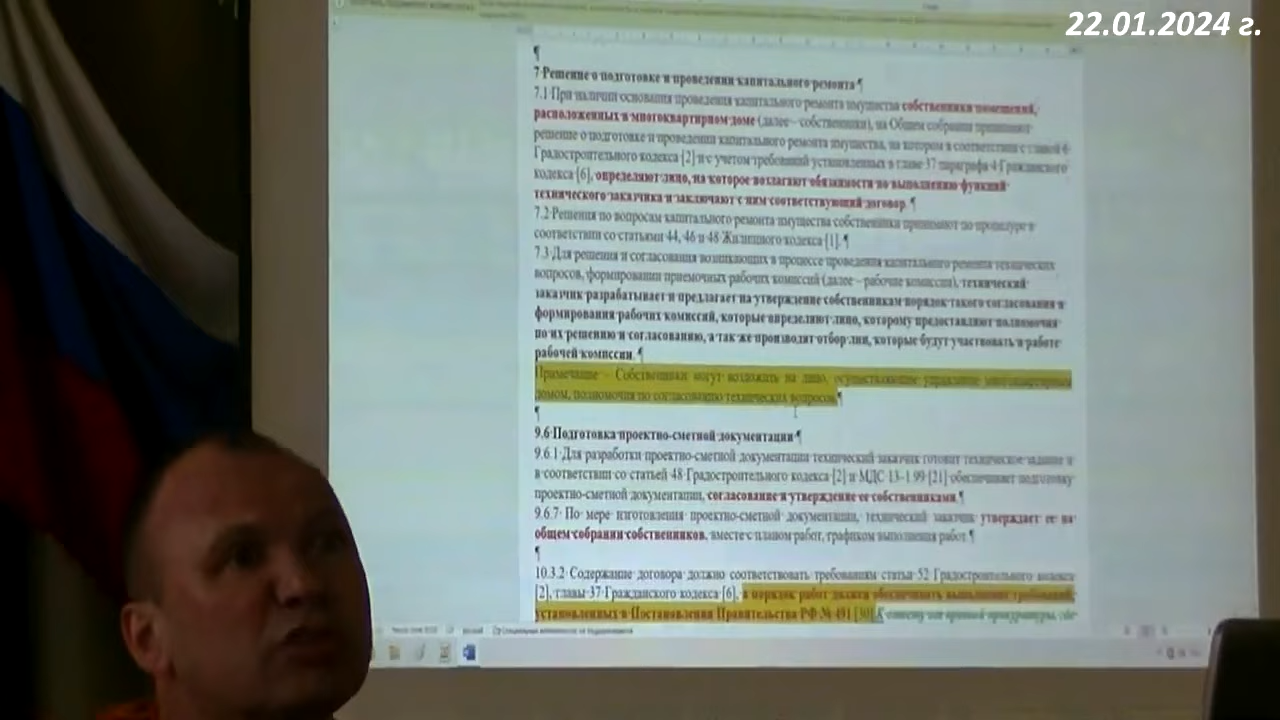 22.01.2024 г.
7 Решение о подготовке и проведении капитального ремонта¶
7.1 При наличии основания проведения капитального ремонта имущества собственники помещений,
расположенных в многоквартирном доме (далее – собственники), на Общем собрании принимают
решение о подготовке и проведении капитального ремонта имущества, на котором в соответствии с главой 6
Градостроительного кодекса [2] и с учетом требований установленных в главе 37 параграфа 4 Гражданского
кодекса [6], определяют лицо, на которое возлагают обязанности по выполнению функций
технического заказчика и заключают с ним соответствующий договор.¶
7.2 Решения по вопросам капитального ремонта имущества собственники принимают по процедуре в
соответствии со статьями 44, 46 и 48 Жилищного кодекса [1].¶
7.3 Для решения и согласования возникающих в процессе проведения капитального ремонта технических
вопросов, формировании приемочных рабочих комиссий (далее – рабочие комиссии), технический
заказчик разрабатывает и предлагает на утверждение собственникам порядок такого согласования и
формирования рабочих комиссий, которые определяют лицо, которому предоставляют полномочия
по их решению и согласованию, а так же производят отбор лиц, которые будут участвовать в работе
рабочей комиссии.¶
Примечание – Собственники могут возложить на лицо, осуществляющее управление многоквартирным
домом, полномочия по согласованию технических вопросов.¶
¶
9.6 Подготовка проектно-сметной документации¶
9.6.1 Для разработки проектно-сметной документации технический заказчик готовит техническое задание и
в соответствии со статьей 48 Градостроительного кодекса [2] и МДС 13-1.99 [21] обеспечивает подготовку
проектно-сметной документации, согласование и утверждение ее собственниками.¶
9.6.7 По мере изготовления проектно-сметной документации, технический заказчик утверждает ее на
общем собрании собственников, вместе с планом работ, графиком выполнения работ.¶
¶
10.3.2 Содержание договора должно соответствовать требованиям статьи 52 Градостроительного кодекса
[2], главы 37 Гражданского кодекса [6], а порядок работ должен обеспечивать выполнение требований,
установленных в Постановлении Правительства РФ № 491 [30].